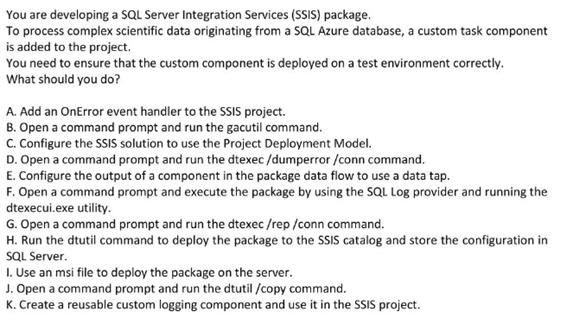 You are developing a SQL Server Integration Services (SSIS) package.
To process complex scientific data originating from a SQL Azure database, a custom task component
is added to the project.
You need to ensure that the custom component is deployed on a test environment correctly.
What should you do?
A. Add an OnError event handler to the SSIS project.
B. Open a command prompt and run the gacutil command.
C. Configure the SSIS solution to use the Project Deployment Model.
D. Open a command prompt and run the dtexec /dumperror /conn command.
E. Configure the output of a component in the package data flow to use a data tap.
F. Open a command prompt and execute the package by using the SQL Log provider and running the
dtexecui.exe utility.
G. Open a command prompt and run the dtexec /rep /conn command.
H. Run the dtutil command to deploy the package to the SSIS catalog and store the configuration in
SQL Server.
I. Use an msi file to deploy the package on the server.
J. Open a command prompt and run the dtutil /copy command.
K. Create a reusable custom logging component and use it in the SSIS project.